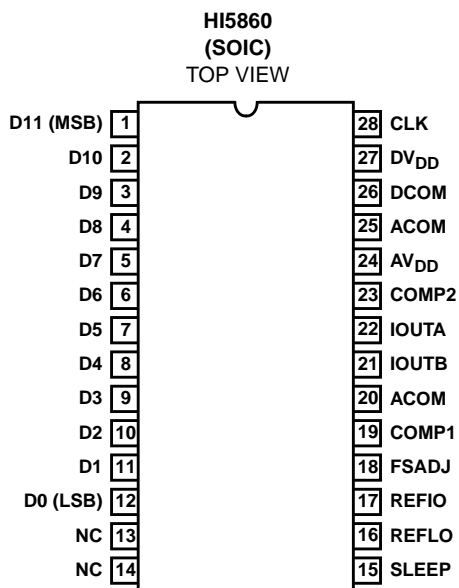 HI5860
(SOIC)
TOP VIEW
D11 (MSB) 1 28 CLK
D10 2 27 DVDD
D9 3 26 DCOM
D8 4 25 ACOM
D7 5 24 AVDD
D6 6 23 COMP2
D5 7 22 IOUTA
D4 8 21 IOUTB
D3 9 20 ACOM
D2 10 19 COMP1
D1 11 18 FSADJ
D0 (LSB) 12 17 REFIO
NC 13 16 REFLO
NC 14 15 SLEEP